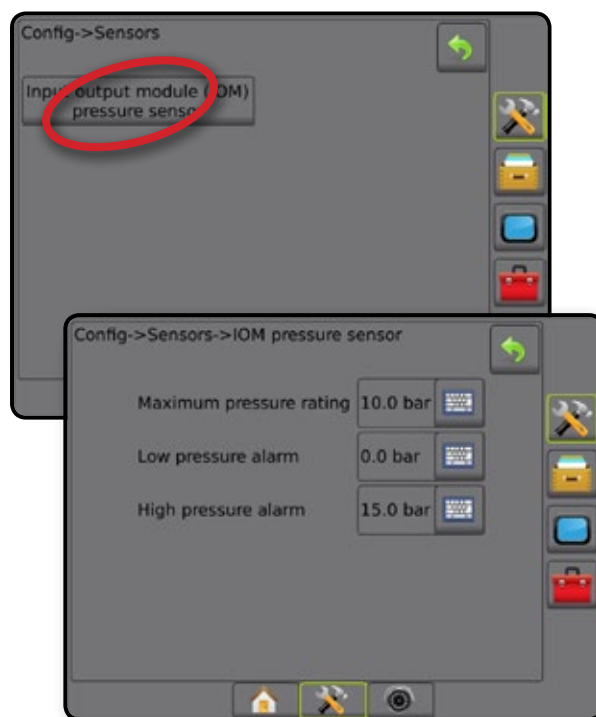 Config->Sensors
Input output module (IOM)
pressure sensor
Config->Sensors->IOM pressure sensor
Maximum pressure rating 10.0 bar
Low pressure alarm 0.0 bar
High pressure alarm 15.0 bar